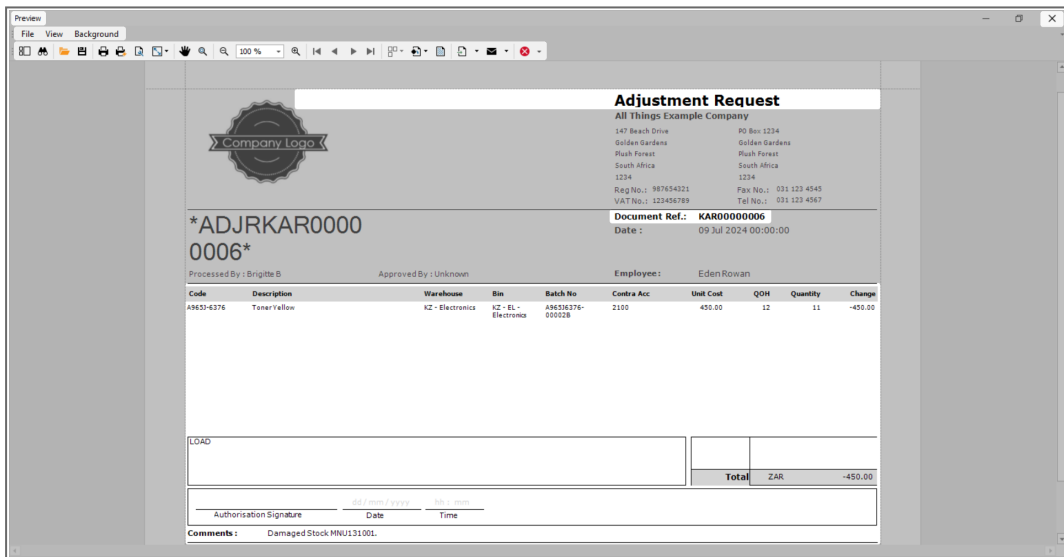 Preview
File View Background
100 %
Adjustment Request
All Things Example Company
147 Beach Drive PO Box 1234
Golden Gardens Golden Gardens
Plush Forest Plush Forest
South Africa South Africa
1234 1234
Reg No.: 987654321 Fax No.: 031 123 4545
VAT No.: 123456789 Tel No.: 031 123 4567
Company Logo
*ADJRKAR0000
0006*
Document Ref.: KAR00000006
Date : 09 Jul 2024 00:00:00
Processed By : Brigitte B Approved By : Unknown Employee: Eden Rowan
Code Description Warehouse Bin Batch No Contra Acc Unit Cost QOH Quantity Change
A965J-6376 Toner Yellow KZ - Electronics KZ - EL - A965J6376- 2100 450.00 12 11 -450.00
Electronics 00002B
LOAD
Total ZAR -450.00
dd / mm / yyyy hh : mm
Authorisation Signature Date Time
Comments : Damaged Stock MNU131001.